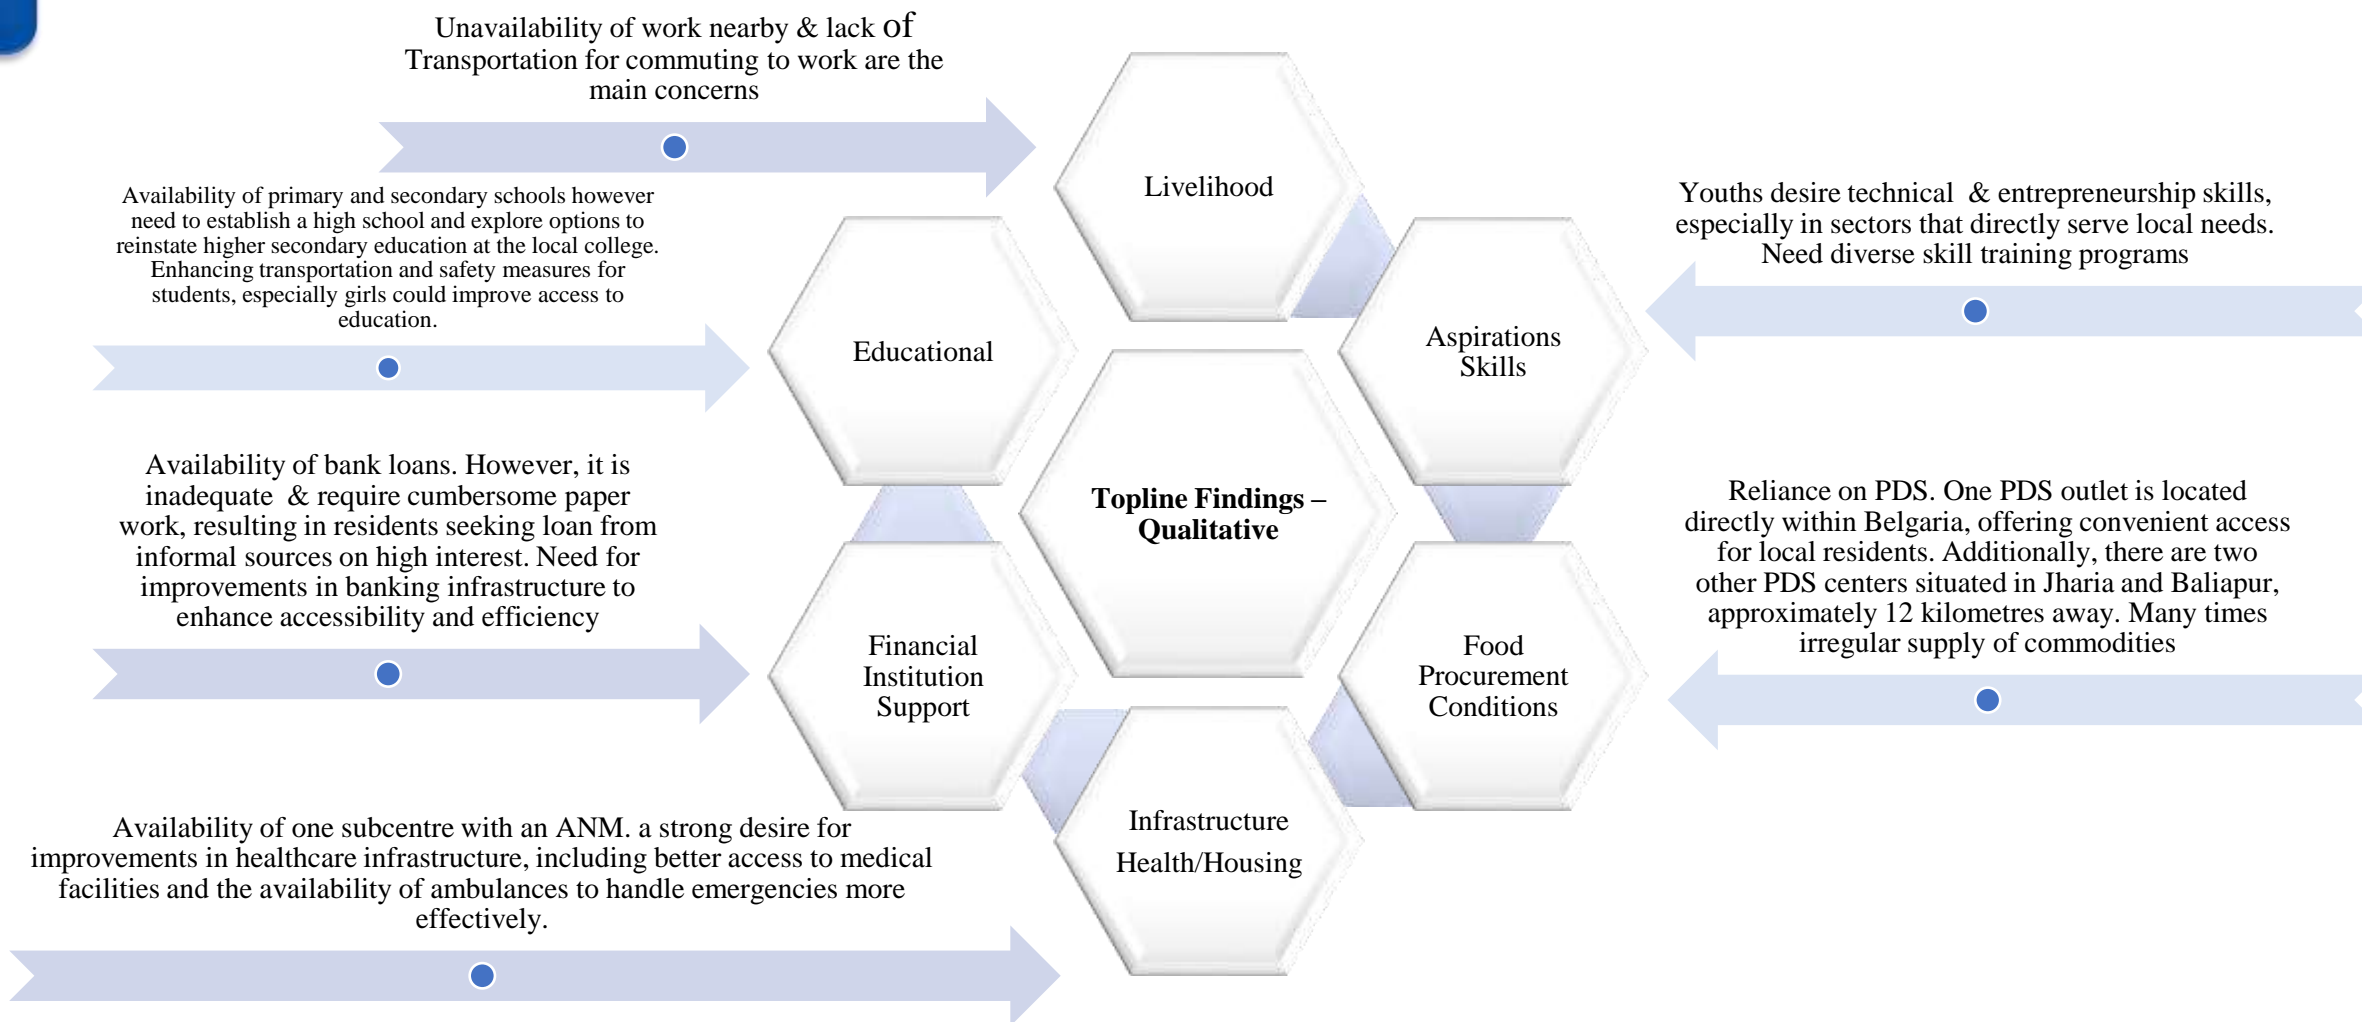 Unavailability of work nearby & lack of
Transportation for commuting to work are the
main concerns
Livelihood
Availability of primary and secondary schools however
need to establish a high school and explore options to
reinstate higher secondary education at the local college.
Enhancing transportation and safety measures for
students, especially girls could improve access to
education.
Educational
Youths desire technical & entrepreneurship skills,
especially in sectors that directly serve local needs.
Need diverse skill training programs
Aspirations
Skills
Topline Findings –
Qualitative
Availability of bank loans. However, it is
inadequate & require cumbersome paper
work, resulting in residents seeking loan from
informal sources on high interest. Need for
improvements in banking infrastructure to
enhance accessibility and efficiency
Financial
Institution
Support
Reliance on PDS. One PDS outlet is located
directly within Belgaria, offering convenient access
for local residents. Additionally, there are two
other PDS centers situated in Jharia and Baliapur,
approximately 12 kilometres away. Many times
irregular supply of commodities
Food
Procurement
Conditions
Availability of one subcentre with an ANM. a strong desire for
improvements in healthcare infrastructure, including better access to medical
facilities and the availability of ambulances to handle emergencies more
effectively.
Infrastructure
Health/Housing